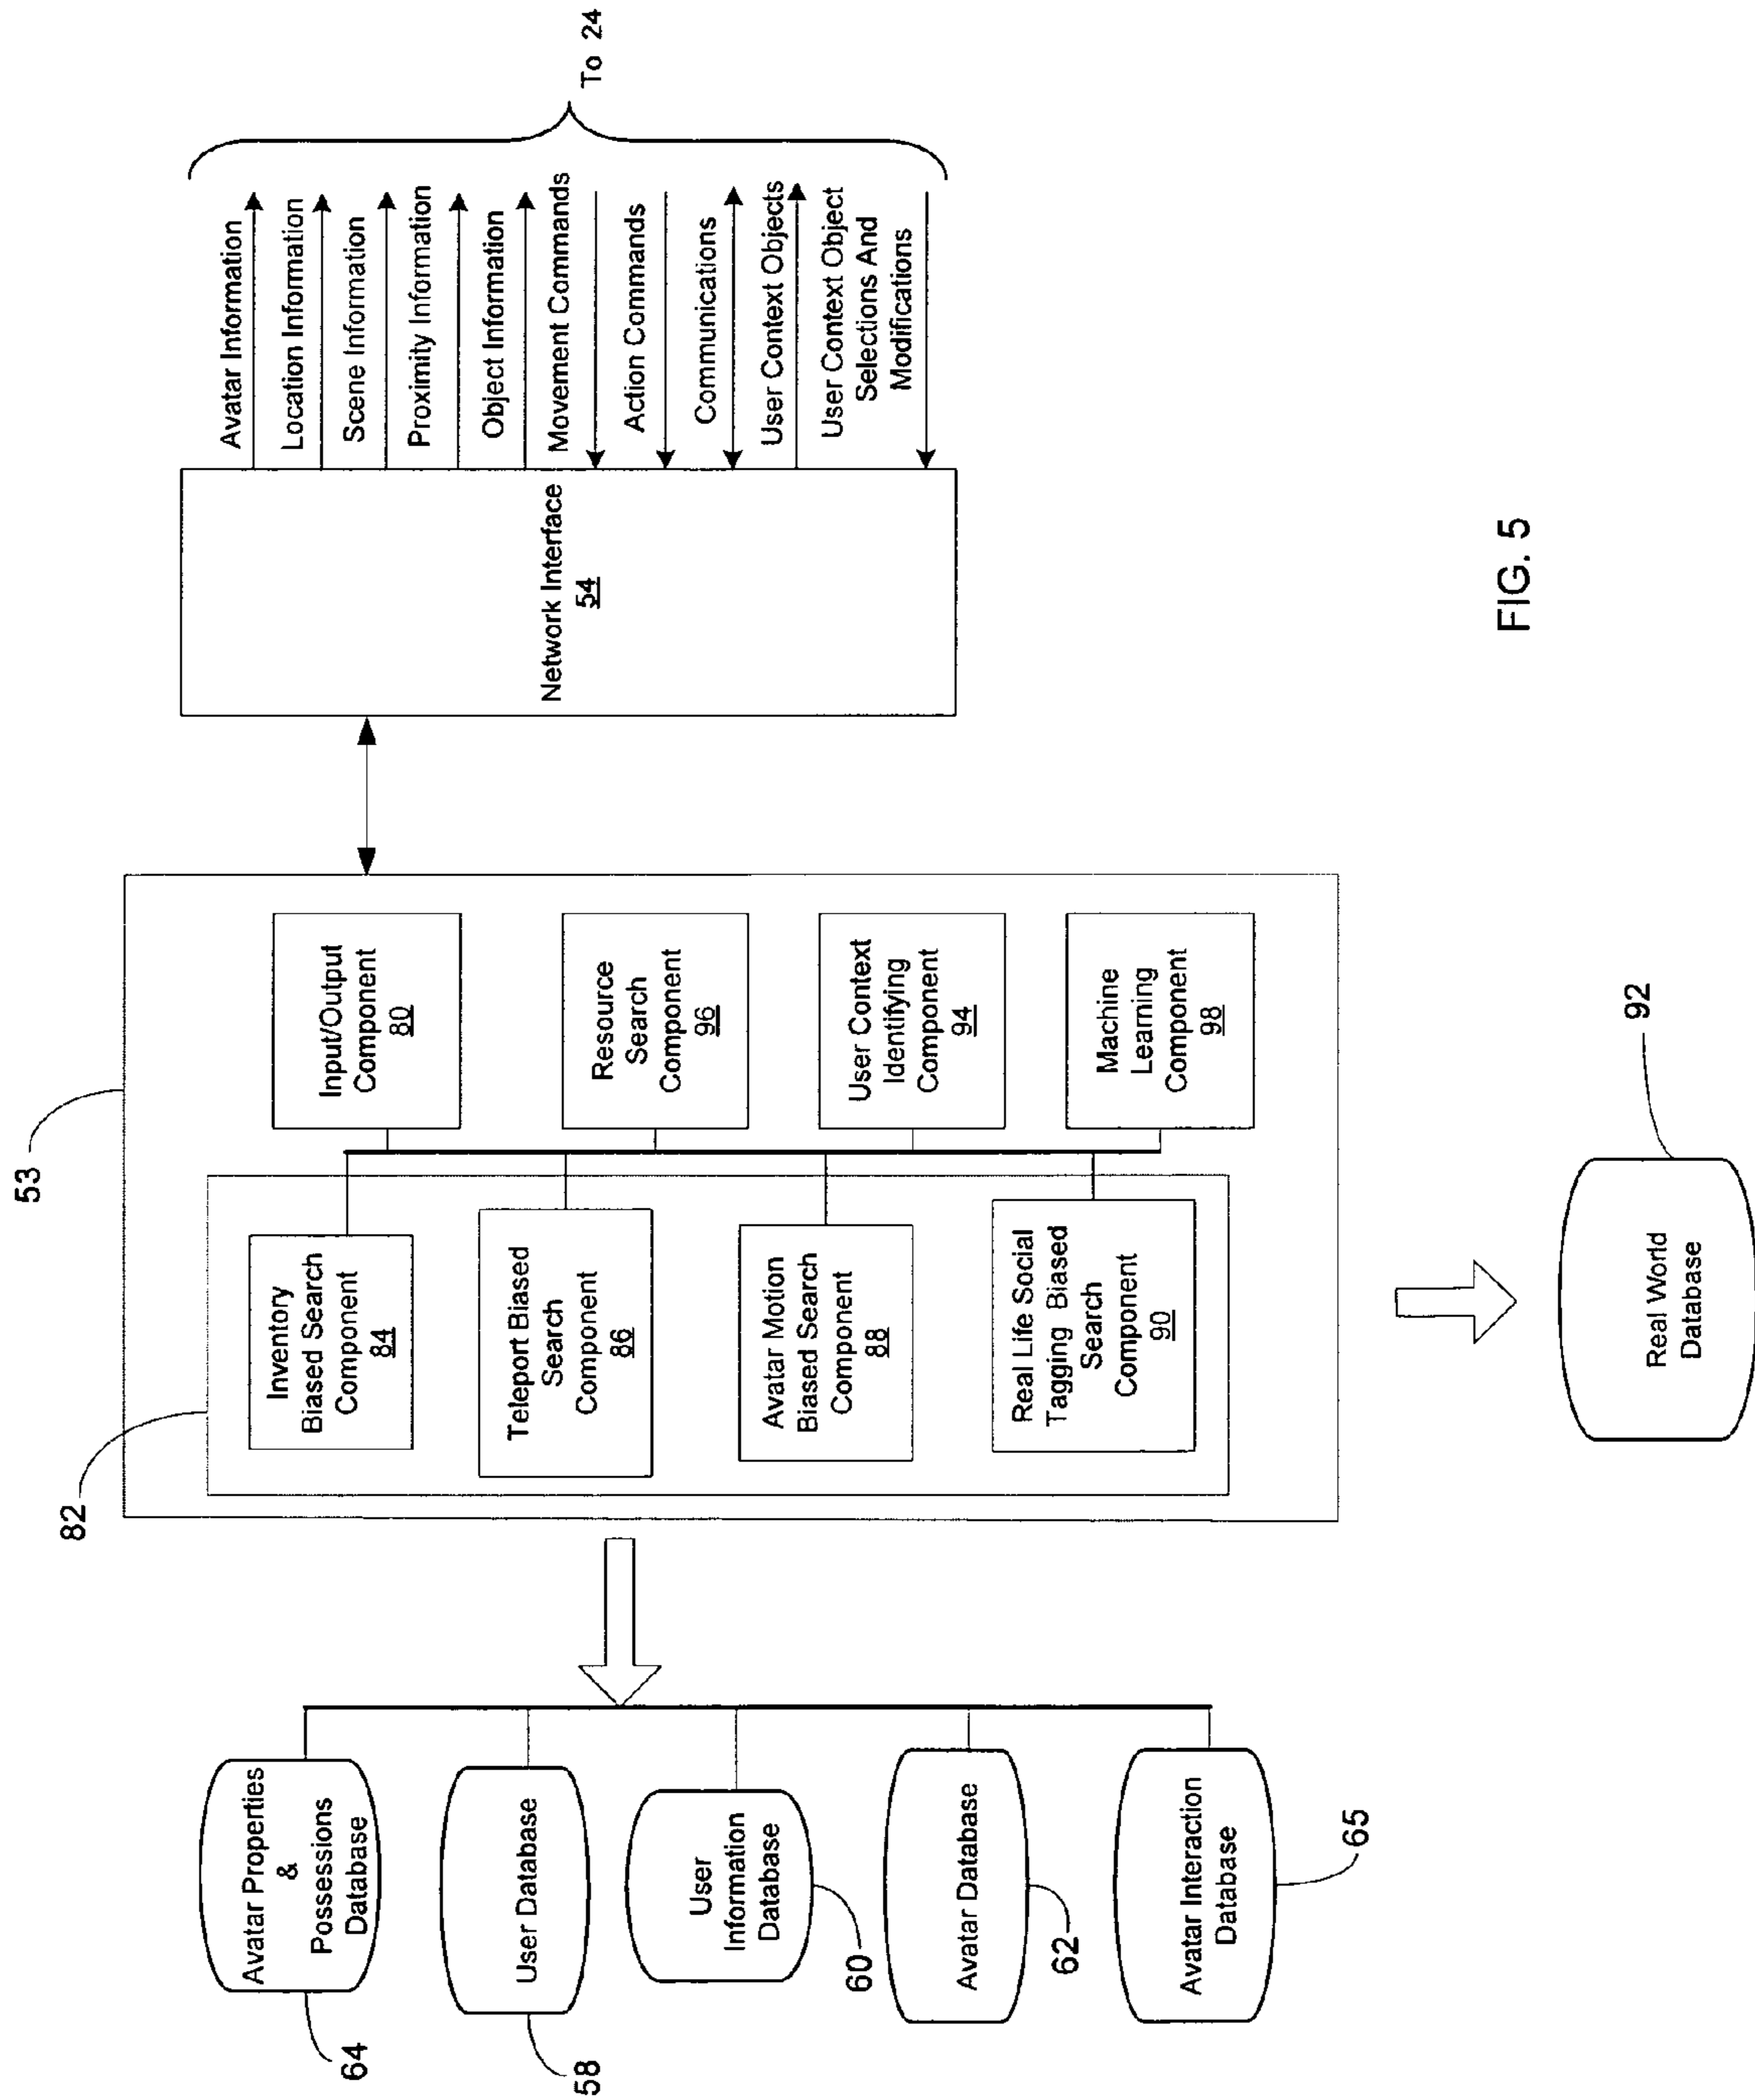 64
Avatar Properties
&
Possessions
Database
58
User Database
60
User
Information
Database
62
Avatar Database
65
Avatar Interaction
Database
82
53
Inventory
Biased Search
Component
84
Teleport Biased
Search
Component
86
Avatar Motion
Biased Search
Component
88
Real Life Social
Tagging Biased
Search
Component
90
Input/Output
Component
80
Resource
Search
Component
96
User Context
Identifying
Component
94
Machine
Learning
Component
98
Real World
Database
92
Network Interface
54
Avatar Information
Location Information
Scene Information
Proximity Information
Object Information
Movement Commands
Action Commands
Communications
User Context Objects
User Context Object
Selections And
Modifications
To 24
FIG. 5